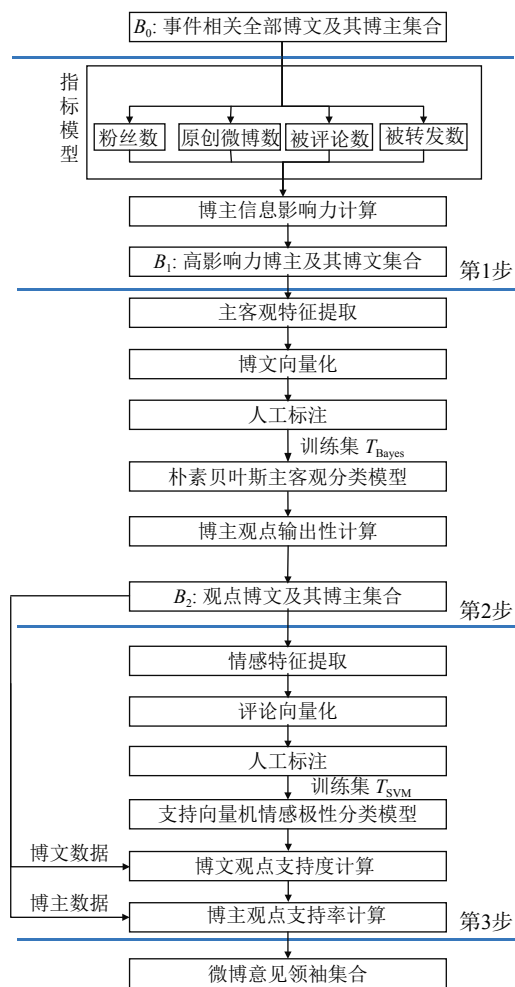 B₀: 事件相关全部博文及其博主集合
指标模型
粉丝数
原创微博数
被评论数
被转发数
博主信息影响力计算
B₁: 高影响力博主及其博文集合
第1步
主客观特征提取
博文向量化
人工标注
训练集 T_Bayes
朴素贝叶斯主客观分类模型
博主观点输出性计算
B₂: 观点博文及其博主集合
第2步
情感特征提取
评论向量化
人工标注
训练集 T_SVM
支持向量机情感极性分类模型
博文数据
博文观点支持度计算
博主数据
博主观点支持率计算
第3步
微博意见领袖集合